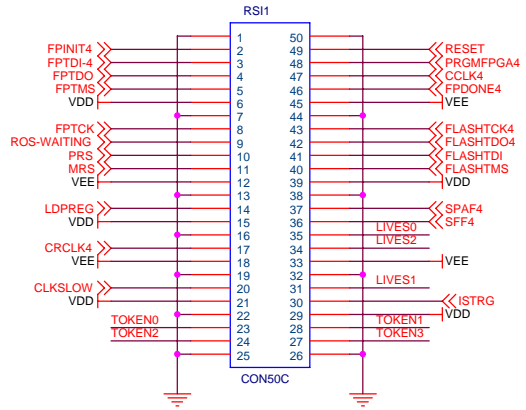 RSI1
1 50
FPINIT4 2 49 RESET
FPTDI-4 3 48 PRGMFPGA4
FPTDO 4 47 CCLK4
FPTMS 5 46 FPDONE4
VDD 6 45 VEE
7 44
FPTCK 8 43 FLASHTCK4
ROS-WAITING 9 42 FLASHTDO4
PRS 10 41 FLASHTDI
MRS 11 40 FLASHTMS
VEE 12 39 VDD
13 38
LDPREG 14 37 SPAF4
VDD 15 36 SFF4
16 35 LIVES0
CRCLK4 17 34 LIVES2
VEE 18 33 VEE
19 32
CLKSLOW 20 31 LIVES1
VDD 21 30 ISTRG
22 29 VDD
TOKEN0 23 28 TOKEN1
TOKEN2 24 27 TOKEN3
25 26
CON50C